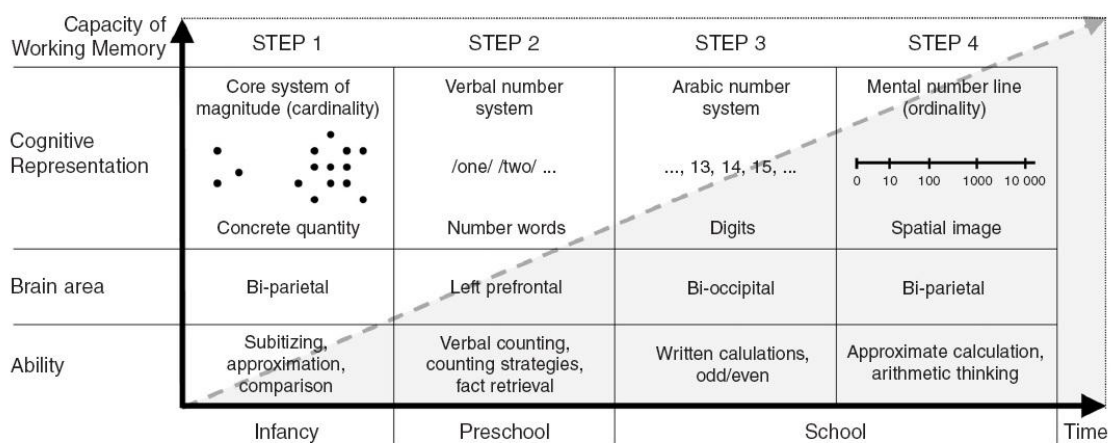 Capacity of
Working Memory
STEP 1
STEP 2
STEP 3
STEP 4
Cognitive
Representation
Core system of
magnitude (cardinality)
Concrete quantity
Verbal number
system
/one/ /two/ ...
Number words
Arabic number
system
..., 13, 14, 15, ...
Digits
Mental number line
(ordinality)
0 10 100 1000 10 000
Spatial image
Brain area
Bi-parietal
Left prefrontal
Bi-occipital
Bi-parietal
Ability
Subitizing,
approximation,
comparison
Verbal counting,
counting strategies,
fact retrieval
Written calulations,
odd/even
Approximate calculation,
arithmetic thinking
Infancy
Preschool
School
Time